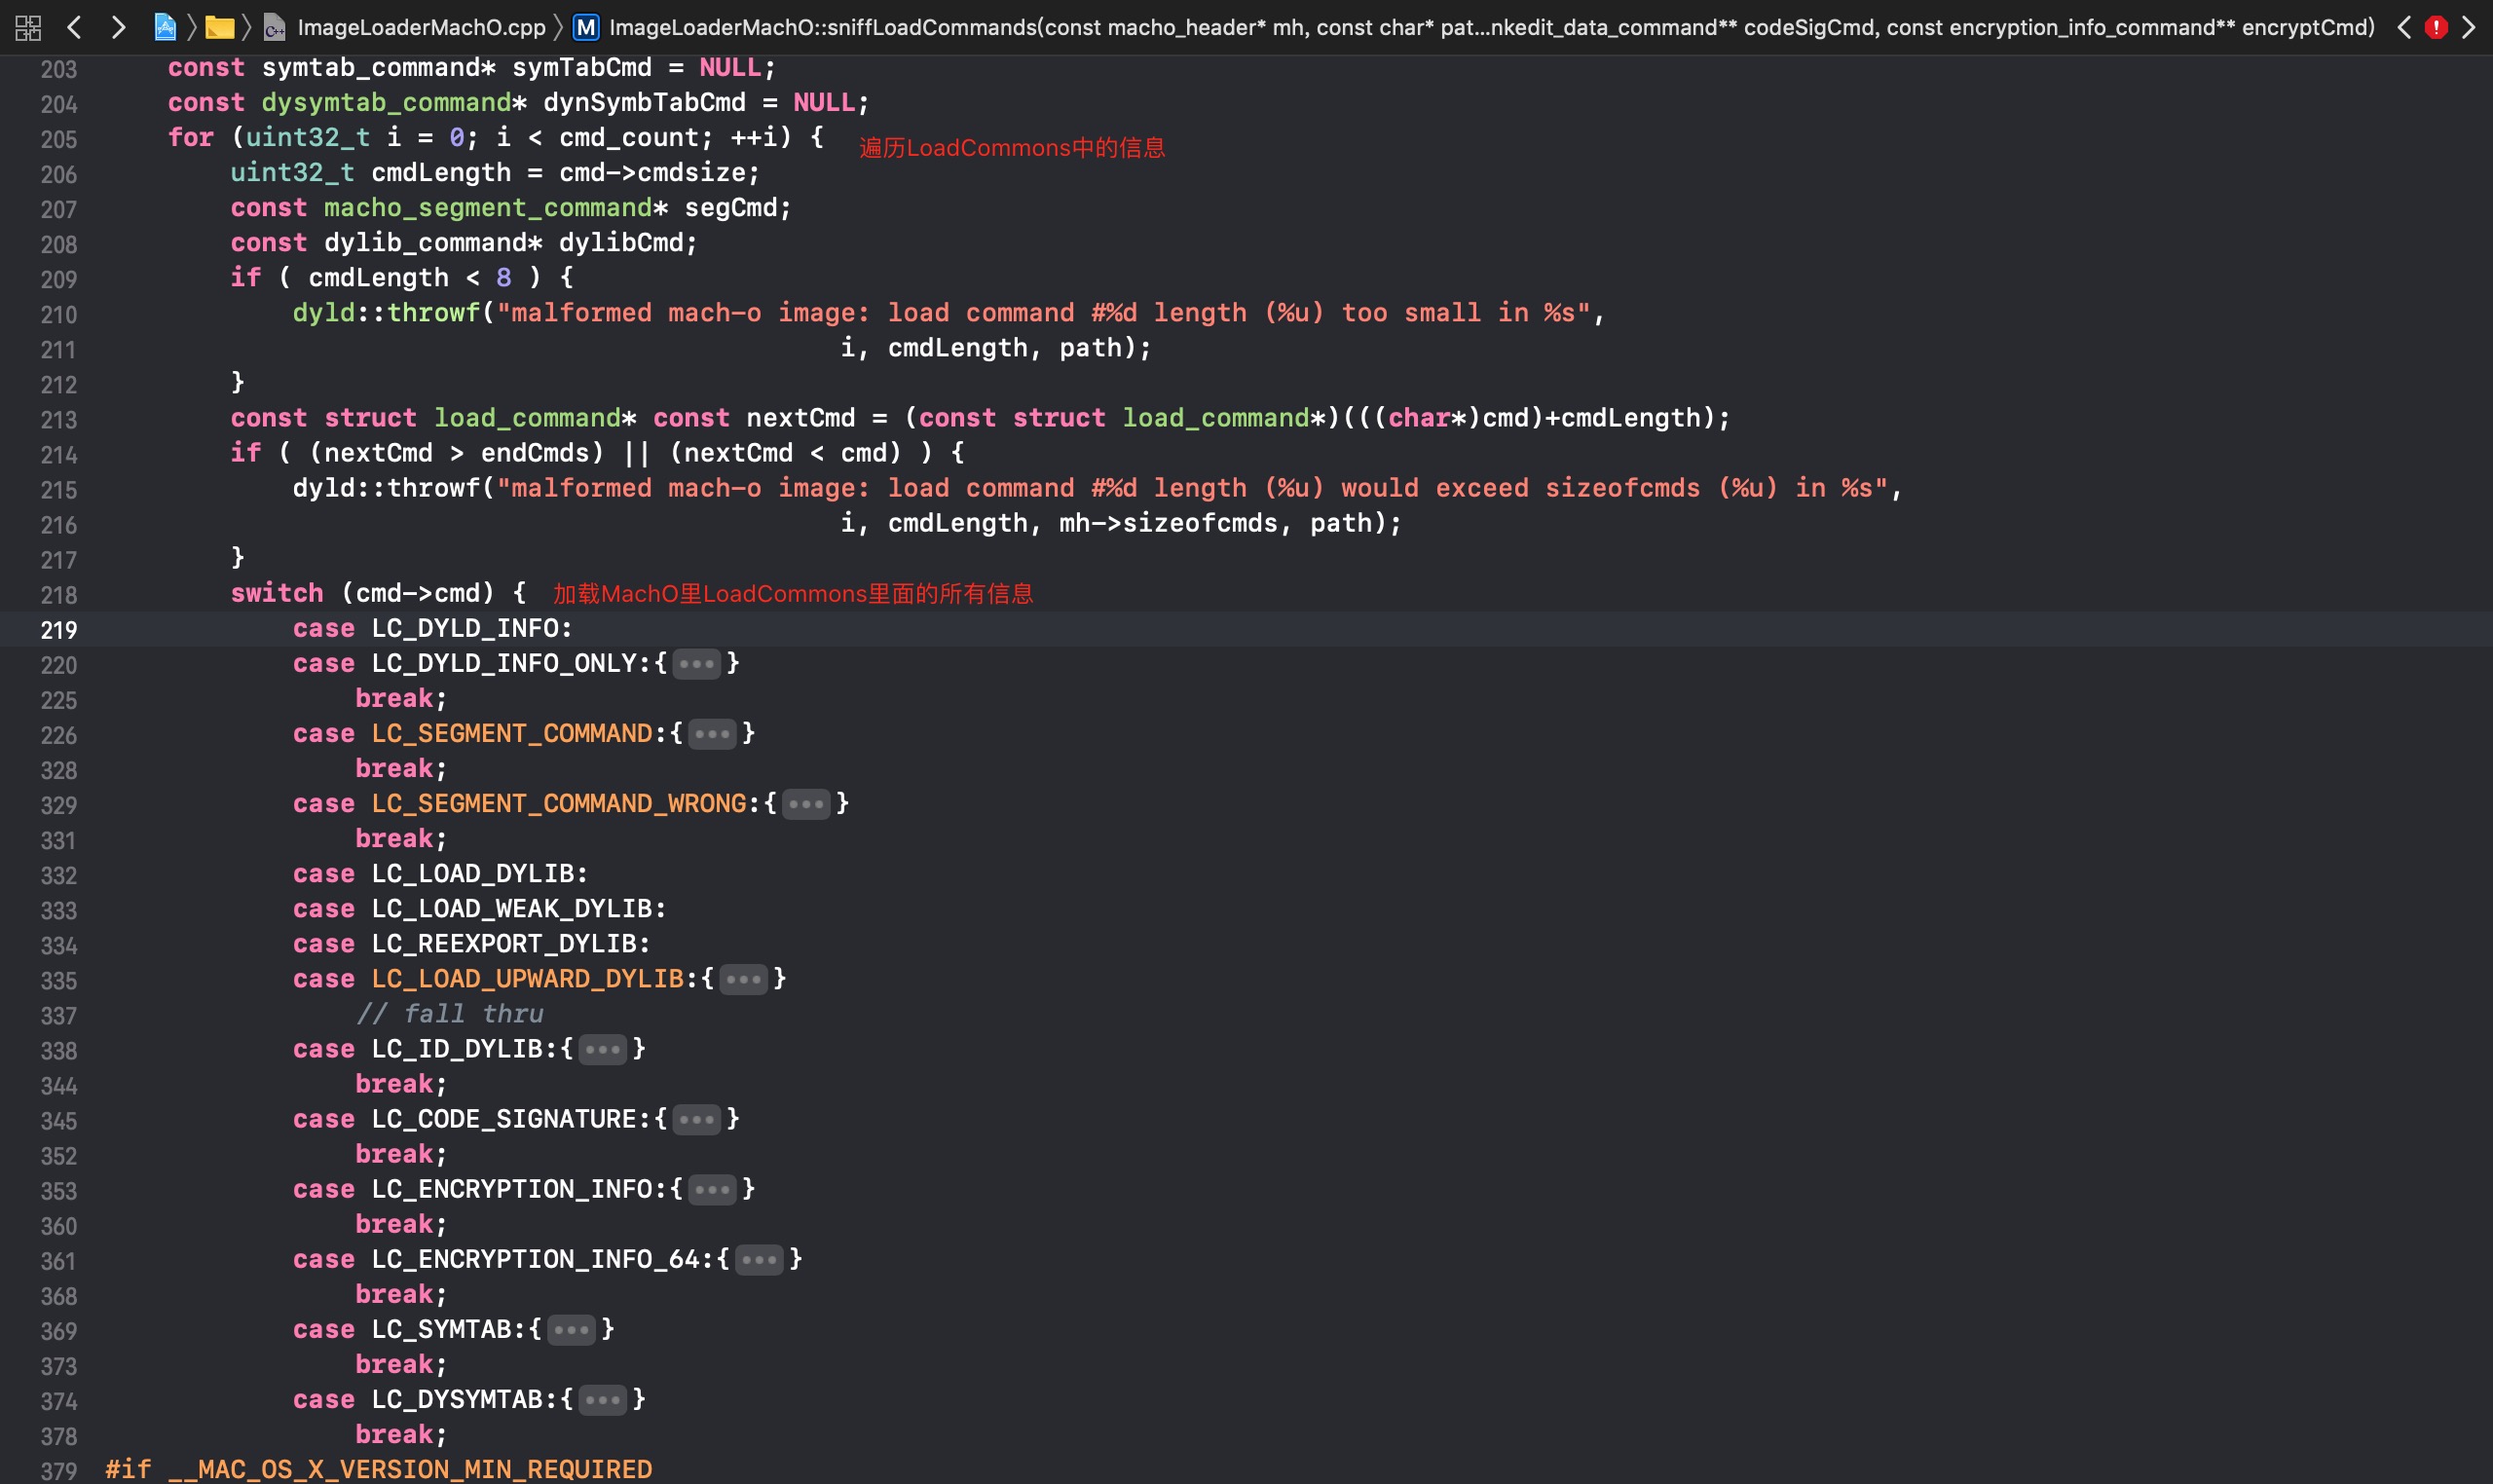 ImageLoaderMachO.cpp M ImageLoaderMachO::sniffLoadCommands(const macho_header* mh, const char* pat...nkedit_data_command** codeSigCmd, const encryption_info_command** encryptCmd)
203 const symtab_command* symTabCmd = NULL;
204 const dysymtab_command* dynSymbTabCmd = NULL;
205 for (uint32_t i = 0; i < cmd_count; ++i) { 遍历LoadCommons中的信息
206 uint32_t cmdLength = cmd->cmdsize;
207 const macho_segment_command* segCmd;
208 const dylib_command* dylibCmd;
209 if ( cmdLength < 8 ) {
210 dyld::throwf("malformed mach-o image: load command #%d length (%u) too small in %s",
211 i, cmdLength, path);
212 }
213 const struct load_command* const nextCmd = (const struct load_command*)(((char*)cmd)+cmdLength);
214 if ( (nextCmd > endCmds) || (nextCmd < cmd) ) {
215 dyld::throwf("malformed mach-o image: load command #%d length (%u) would exceed sizeofcmds (%u) in %s",
216 i, cmdLength, mh->sizeofcmds, path);
217 }
218 switch (cmd->cmd) { 加载MachO里LoadCommons里面的所有信息
219 case LC_DYLD_INFO:
220 case LC_DYLD_INFO_ONLY:{•••}
225 break;
226 case LC_SEGMENT_COMMAND:{•••}
328 break;
329 case LC_SEGMENT_COMMAND_WRONG:{•••}
331 break;
332 case LC_LOAD_DYLIB:
333 case LC_LOAD_WEAK_DYLIB:
334 case LC_REEXPORT_DYLIB:
335 case LC_LOAD_UPWARD_DYLIB:{•••}
337 // fall thru
338 case LC_ID_DYLIB:{•••}
344 break;
345 case LC_CODE_SIGNATURE:{•••}
352 break;
353 case LC_ENCRYPTION_INFO:{•••}
360 break;
361 case LC_ENCRYPTION_INFO_64:{•••}
368 break;
369 case LC_SYMTAB:{•••}
373 break;
374 case LC_DYSYMTAB:{•••}
378 break;
379 #if __MAC_OS_X_VERSION_MIN_REQUIRED